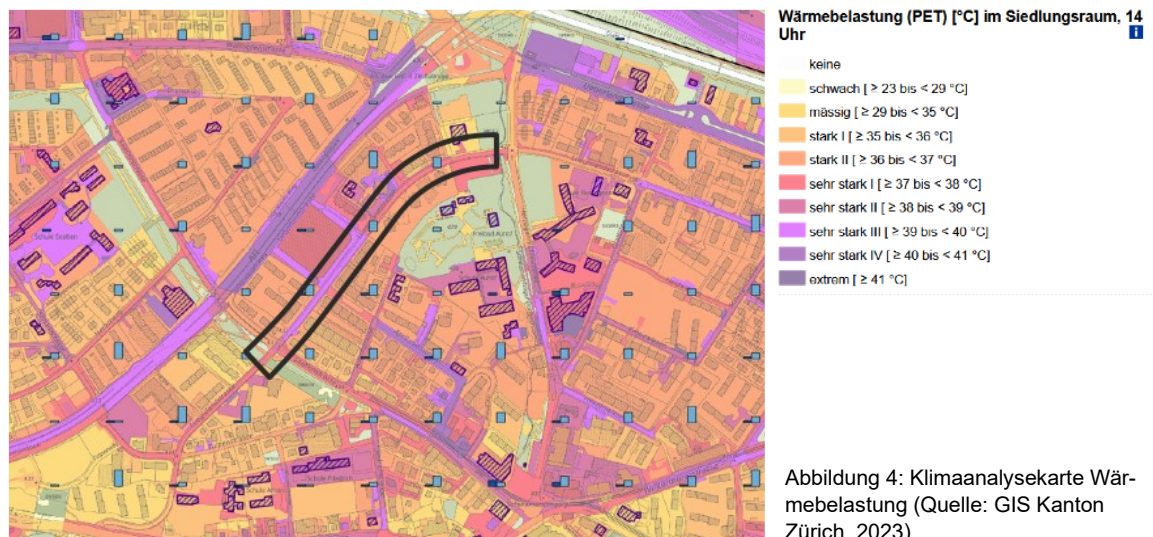 Wärmebelastung (PET) [°C] im Siedlungsraum, 14
Uhr
keine
schwach [ ≥ 23 bis < 29 °C]
mässig [ ≥ 29 bis < 35 °C]
stark I [ ≥ 35 bis < 36 °C]
stark II [ ≥ 36 bis < 37 °C]
sehr stark I [ ≥ 37 bis < 38 °C]
sehr stark II [ ≥ 38 bis < 39 °C]
sehr stark III [ ≥ 39 bis < 40 °C]
sehr stark IV [ ≥ 40 bis < 41 °C]
extrem [ ≥ 41 °C]
Freibad Auhof
Abbildung 4: Klimaanalysekarte Wär-
mebelastung (Quelle: GIS Kanton
Zürich, 2023)